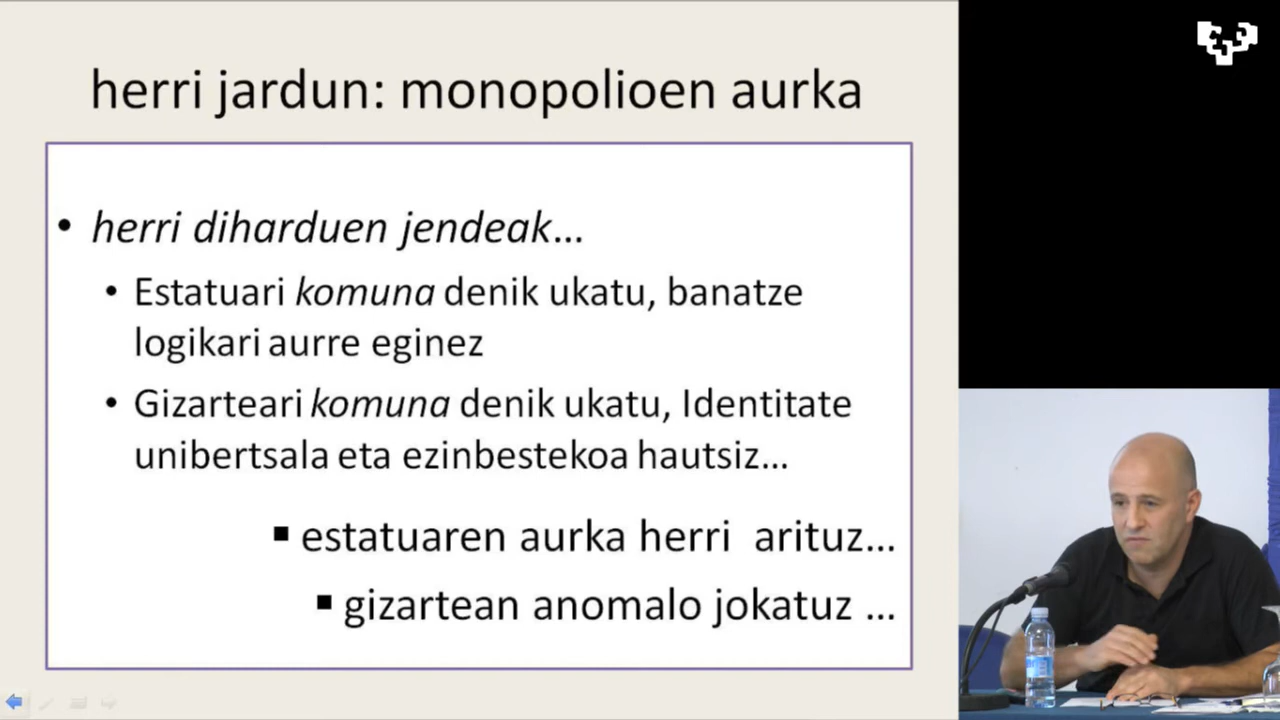 herri jardun: monopolioen aurka
• herri diharduen jendeak...
• Estatuari komuna denik ukatu, banatze
logikari aurre eginez
• Gizarteari komuna denik ukatu, Identitate
unibertsala eta ezinbestekoa hautsiz...
▪ estatuaren aurka herri arituz...
▪ gizartean anomalo jokatuz ...